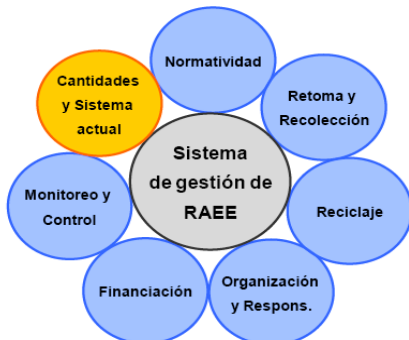 Normatividad
Cantidades
y Sistema
actual
Retoma y
Recolección
Sistema
de gestión de
RAEE
Monitoreo y
Control
Reciclaje
Financiación
Organización
y Respons.